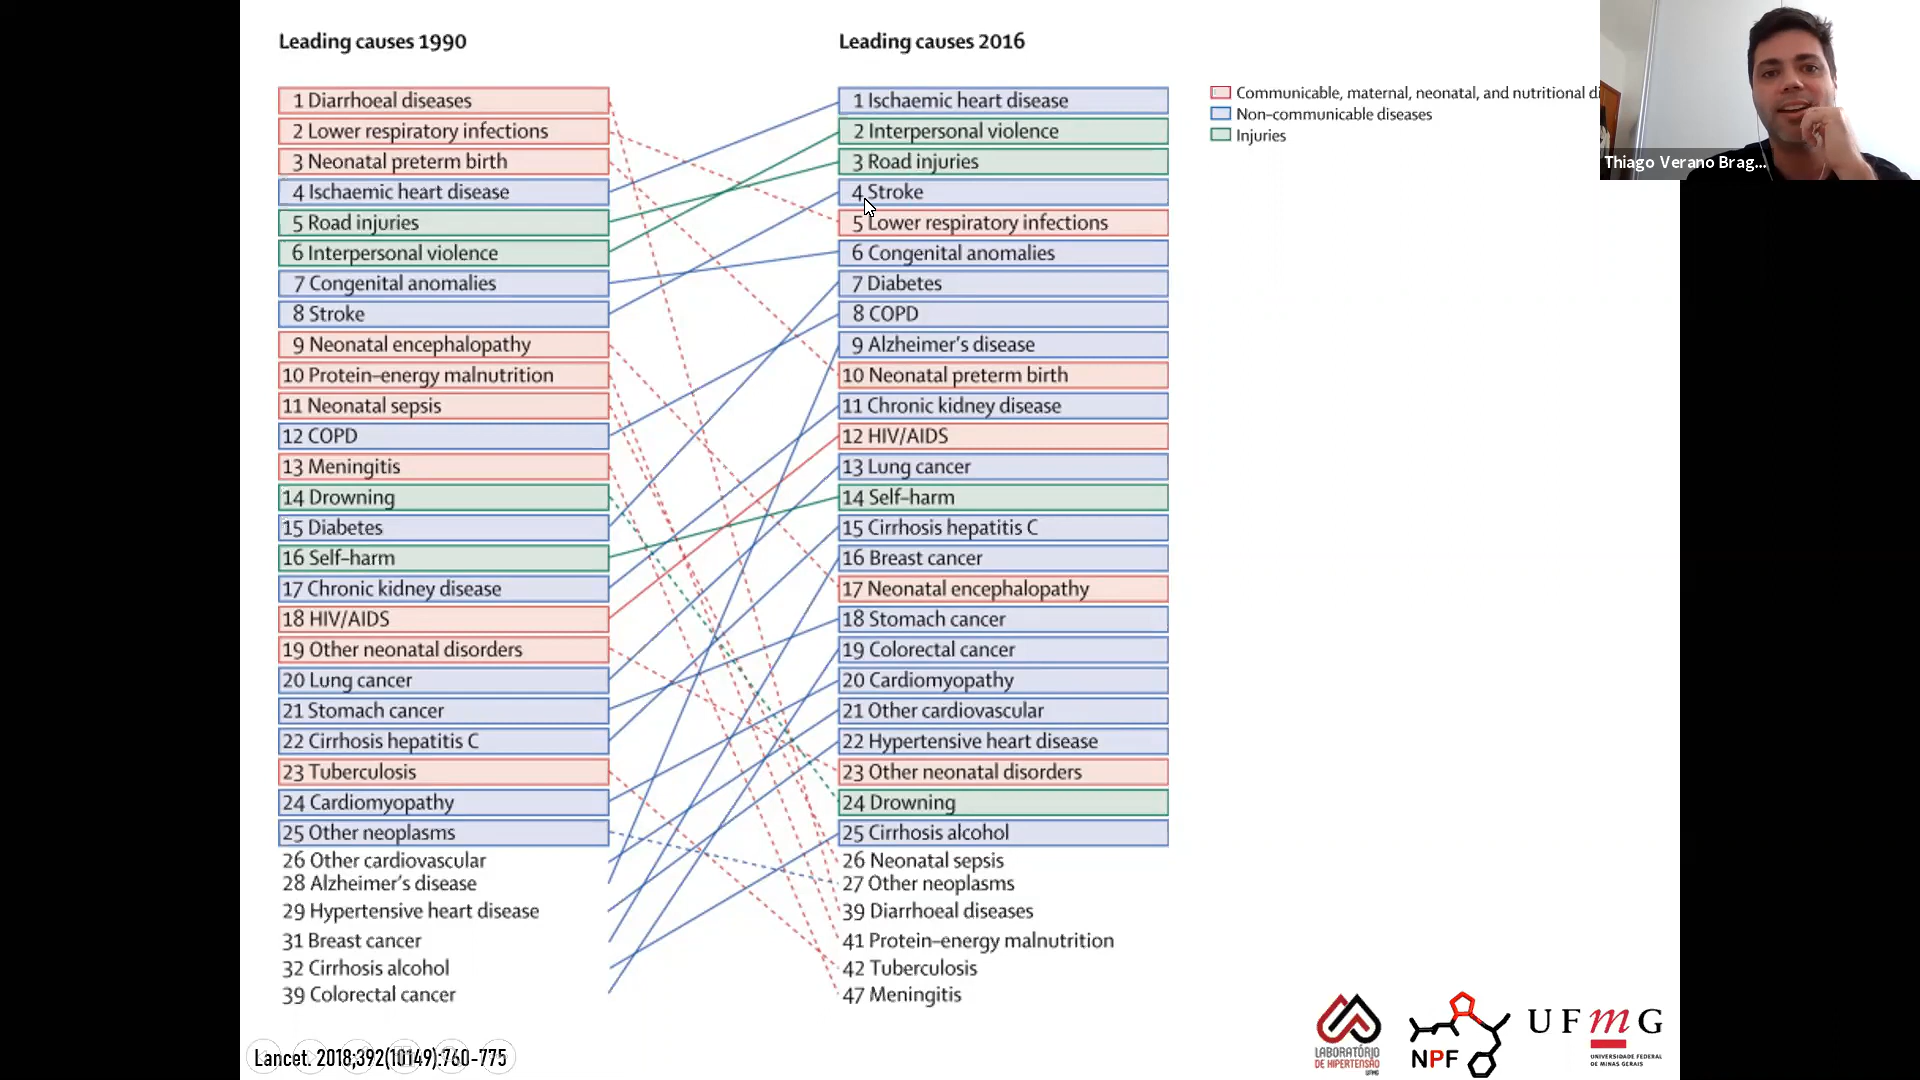 Leading causes 1990
1 Diarrhoeal diseases
2 Lower respiratory infections
3 Neonatal preterm birth
4 Ischaemic heart disease
5 Road injuries
6 Interpersonal violence
7 Congenital anomalies
8 Stroke
9 Neonatal encephalopathy
10 Protein–energy malnutrition
11 Neonatal sepsis
12 COPD
13 Meningitis
14 Drowning
15 Diabetes
16 Self–harm
17 Chronic kidney disease
18 HIV/AIDS
19 Other neonatal disorders
20 Lung cancer
21 Stomach cancer
22 Cirrhosis hepatitis C
23 Tuberculosis
24 Cardiomyopathy
25 Other neoplasms
26 Other cardiovascular
28 Alzheimer's disease
29 Hypertensive heart disease
31 Breast cancer
32 Cirrhosis alcohol
39 Colorectal cancer
Leading causes 2016
1 Ischaemic heart disease
2 Interpersonal violence
3 Road injuries
4 Stroke
5 Lower respiratory infections
6 Congenital anomalies
7 Diabetes
8 COPD
9 Alzheimer's disease
10 Neonatal preterm birth
11 Chronic kidney disease
12 HIV/AIDS
13 Lung cancer
14 Self–harm
15 Cirrhosis hepatitis C
16 Breast cancer
17 Neonatal encephalopathy
18 Stomach cancer
19 Colorectal cancer
20 Cardiomyopathy
21 Other cardiovascular
22 Hypertensive heart disease
23 Other neonatal disorders
24 Drowning
25 Cirrhosis alcohol
26 Neonatal sepsis
27 Other neoplasms
39 Diarrhoeal diseases
41 Protein–energy malnutrition
42 Tuberculosis
47 Meningitis
Communicable, maternal, neonatal, and nutritional di
Non–communicable diseases
Injuries
Thiago Verano Brag...
Lancet. 2018;392(10149):760-775
LABORATÓRIO
DE HIPERTENSÃO
UFMG
NPF
UFmG
UNIVERSIDADE FEDERAL
DE MINAS GERAIS